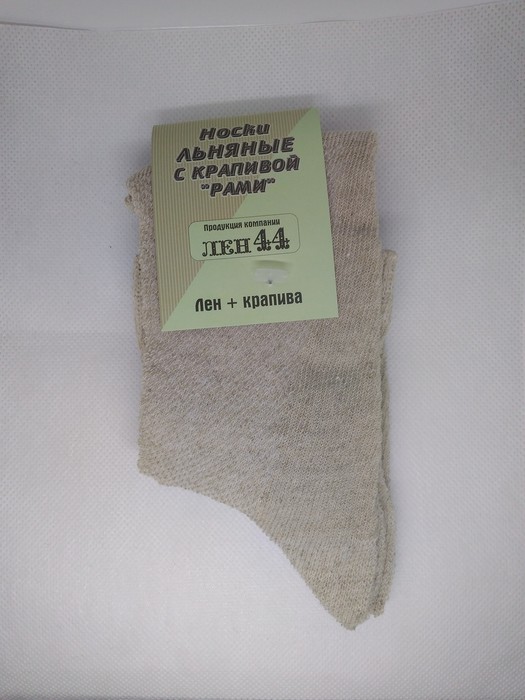 Носки
ЛЬНЯНЫЕ
С КРАПИВОЙ
"РАМИ"
Продукция компании
ЛЕН 44
Лен + крапива